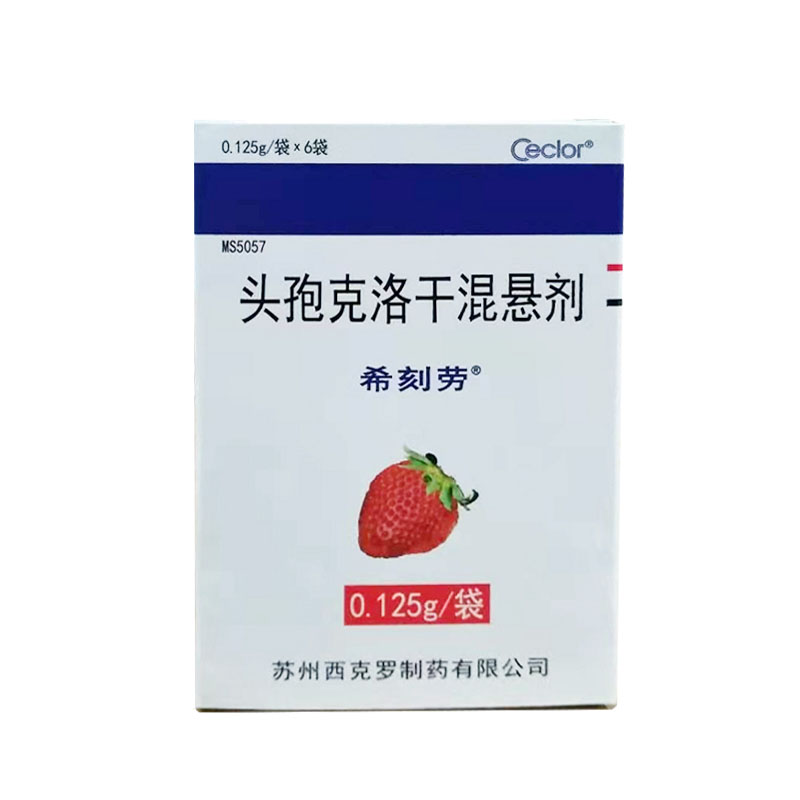 0.125g/袋×6袋
Ceclor®
MS5057
头孢克洛干混悬剂
希刻劳®
0.125g/袋
苏州西克罗制药有限公司